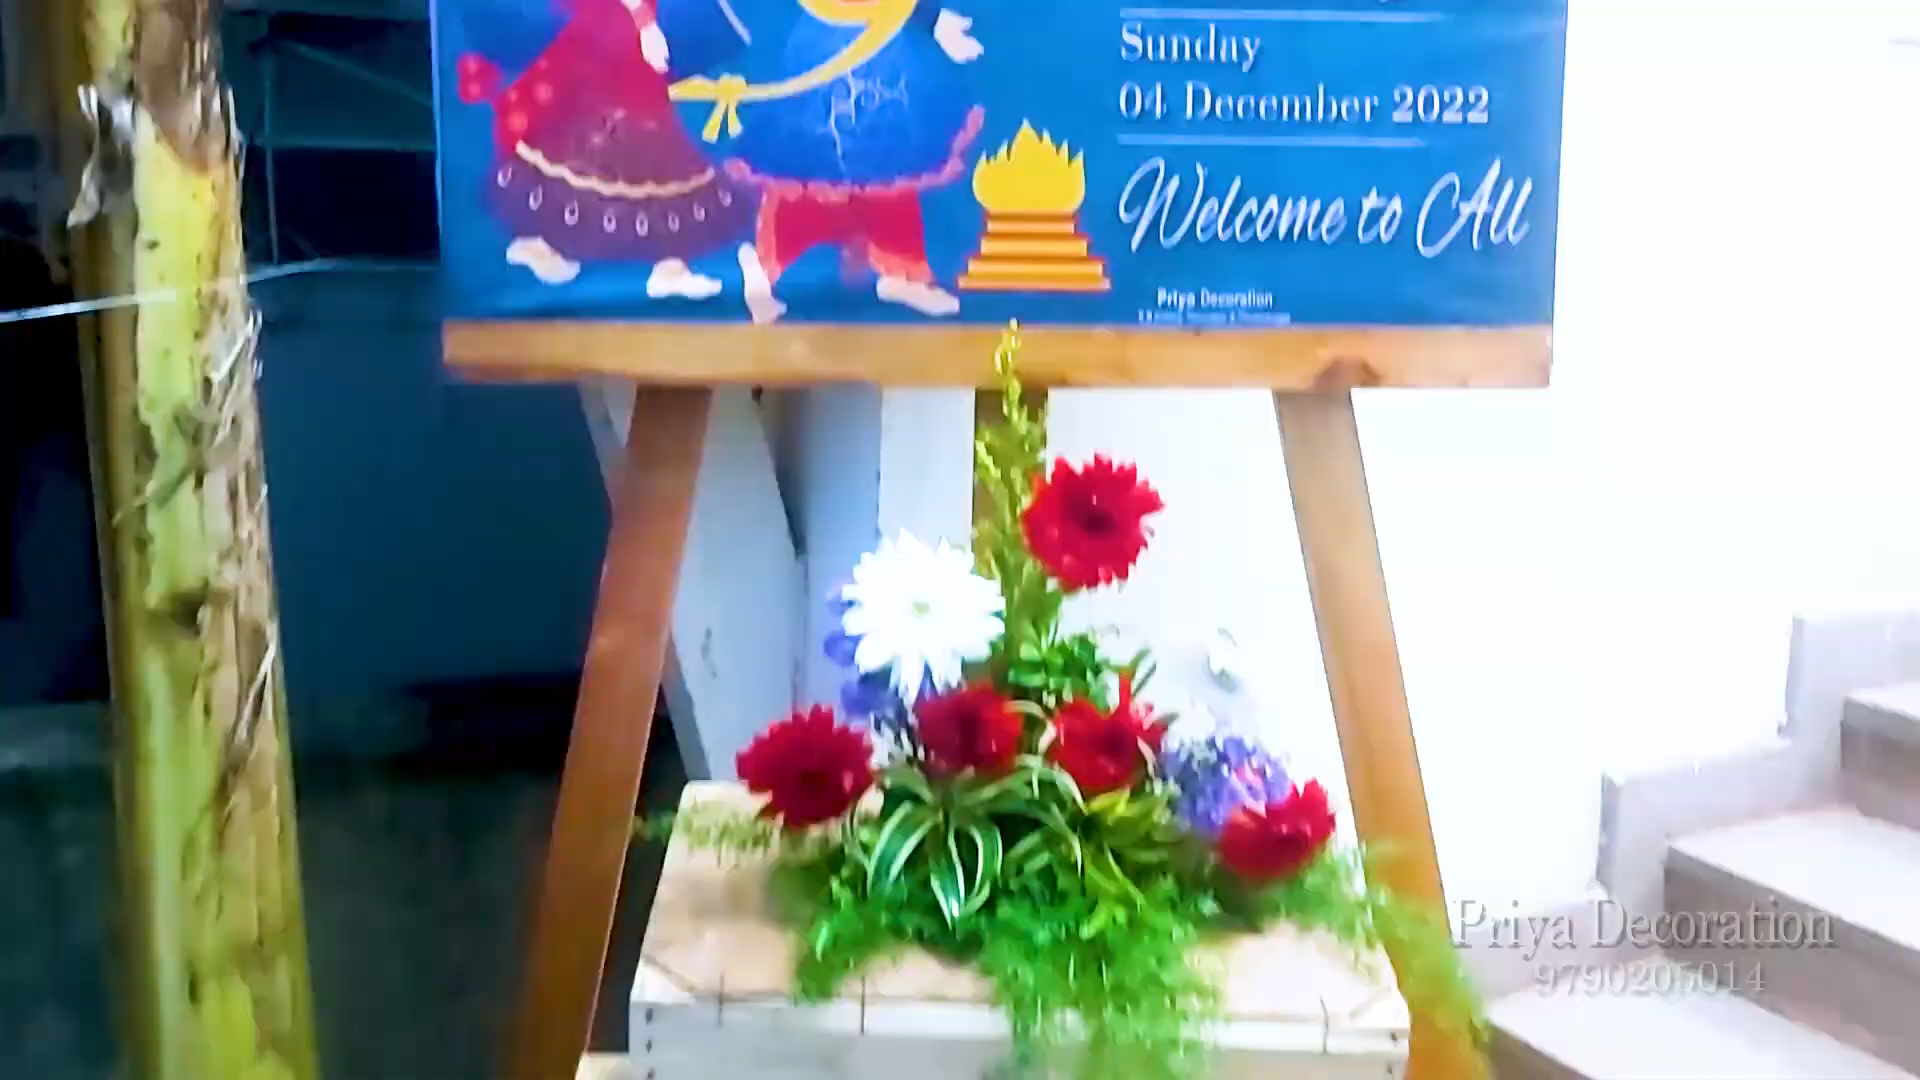 Sunday
04 December 2022
Welcome to All
Priya Decoration
Priya Decoration
9790205014